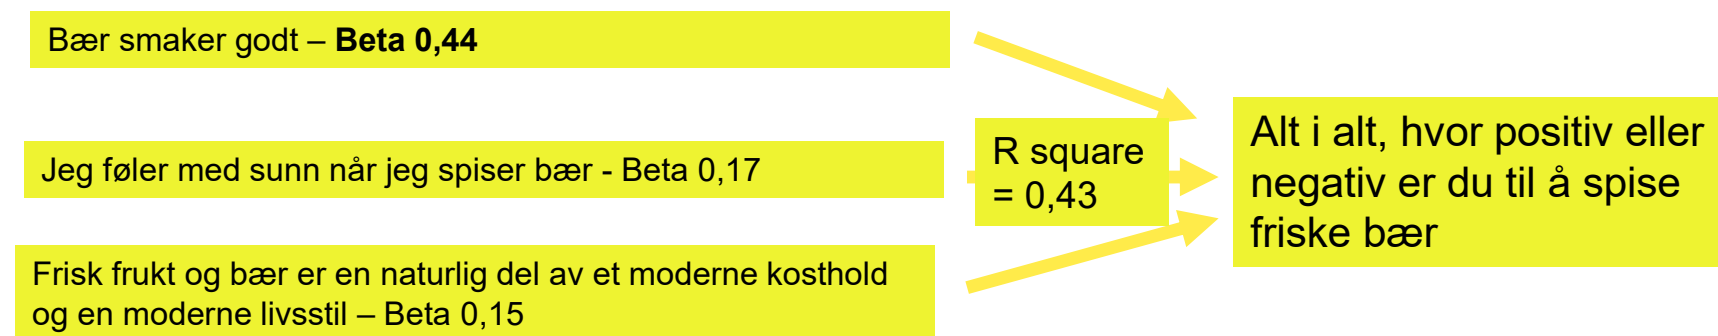 Bær smaker godt – Beta 0,44
Jeg føler med sunn når jeg spiser bær - Beta 0,17
Frisk frukt og bær er en naturlig del av et moderne kosthold
og en moderne livsstil – Beta 0,15
R square
= 0,43
Alt i alt, hvor positiv eller
negativ er du til å spise
friske bær